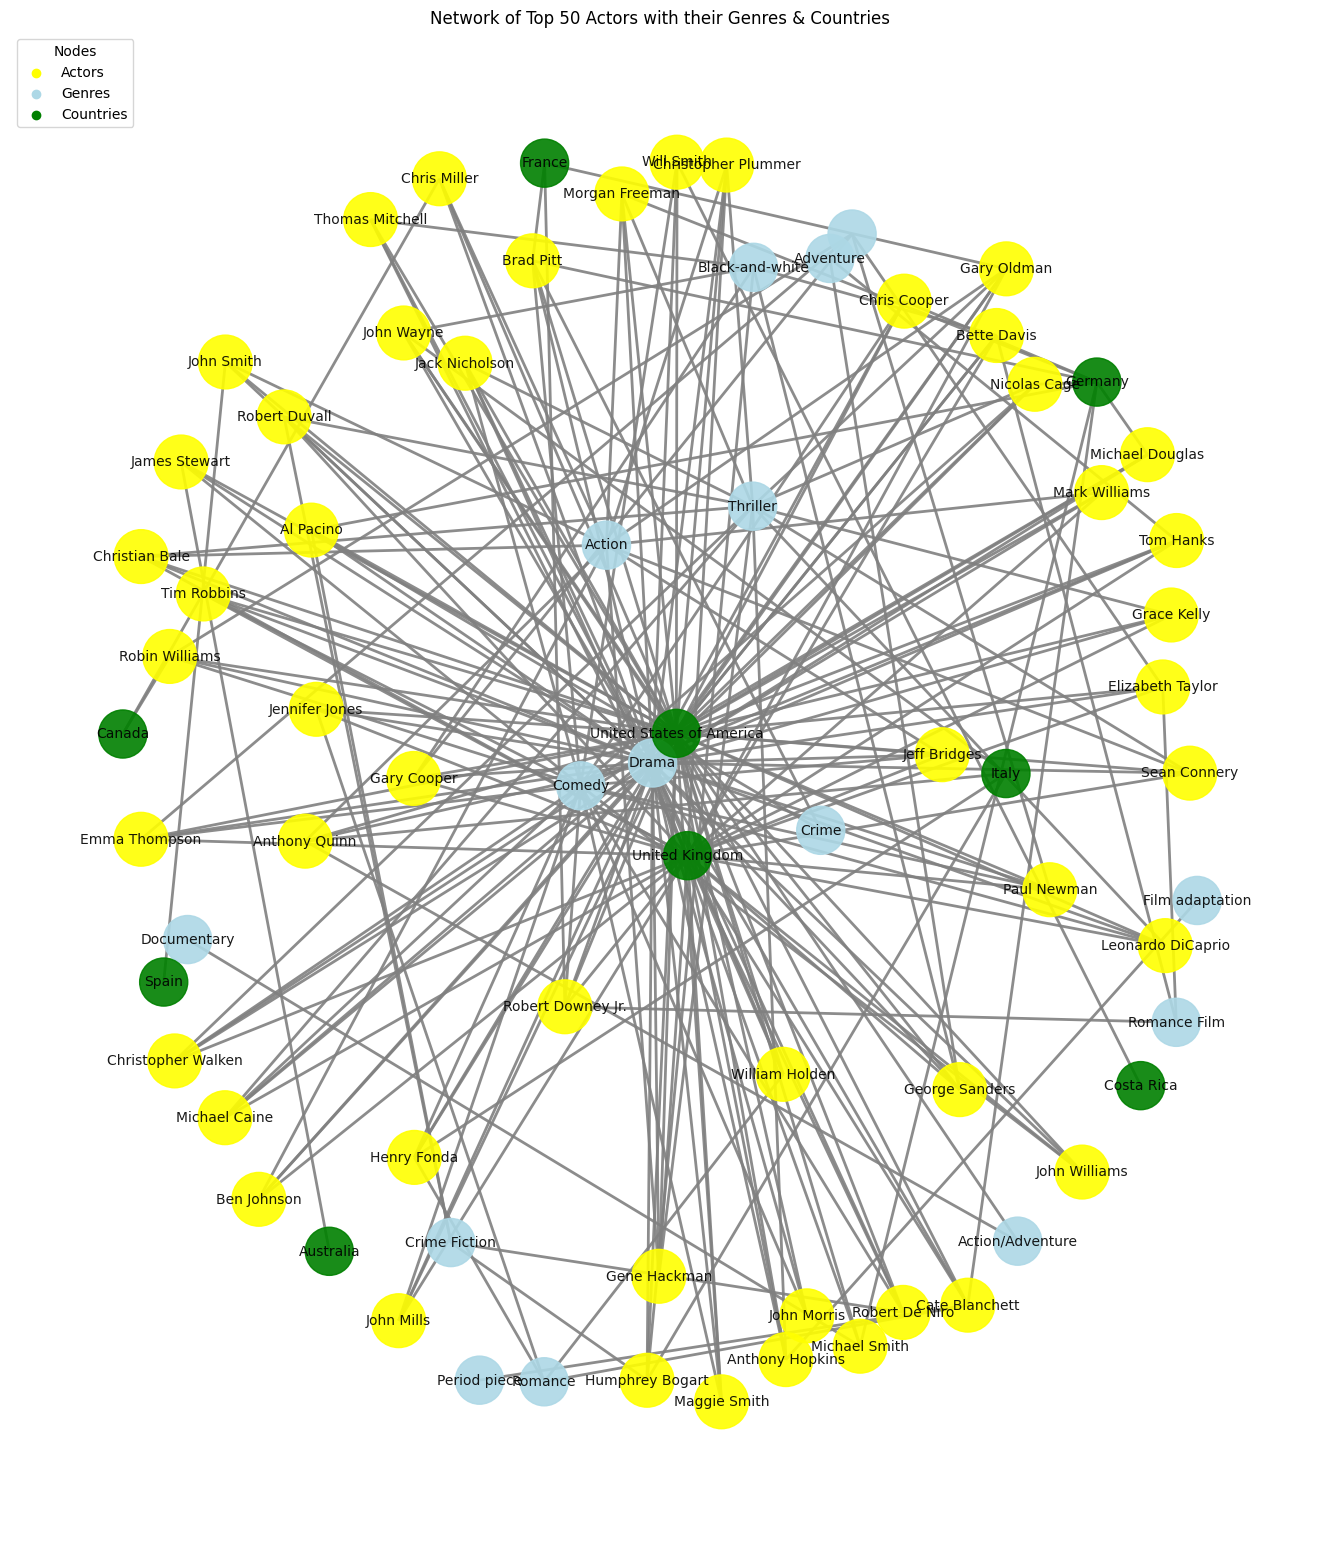 Network of Top 50 Actors with their Genres & Countries
Nodes
Actors
Genres
Countries
France
Will Smith
Christopher Plummer
Chris Miller
Morgan Freeman
Thomas Mitchell
Brad Pitt
Adventure
Black-and-white
Gary Oldman
Chris Cooper
John Wayne
Bette Davis
John Smith
Jack Nicholson
Nicolas Cage
Germany
Robert Duvall
James Stewart
Michael Douglas
Mark Williams
Thriller
Al Pacino
Action
Tom Hanks
Christian Bale
Tim Robbins
Grace Kelly
Robin Williams
Elizabeth Taylor
Jennifer Jones
Canada
United States of America
Jeff Bridges
Drama
Italy
Sean Connery
Gary Cooper
Comedy
Crime
Emma Thompson
Anthony Quinn
United Kingdom
Paul Newman
Film adaptation
Documentary
Leonardo DiCaprio
Spain
Robert Downey Jr.
Romance Film
Christopher Walken
William Holden
George Sanders
Costa Rica
Michael Caine
Henry Fonda
John Williams
Ben Johnson
Crime Fiction
Action/Adventure
Australia
Gene Hackman
Cate Blanchett
Robert De Niro
John Morris
John Mills
Michael Smith
Anthony Hopkins
Period piece
Romance
Humphrey Bogart
Maggie Smith